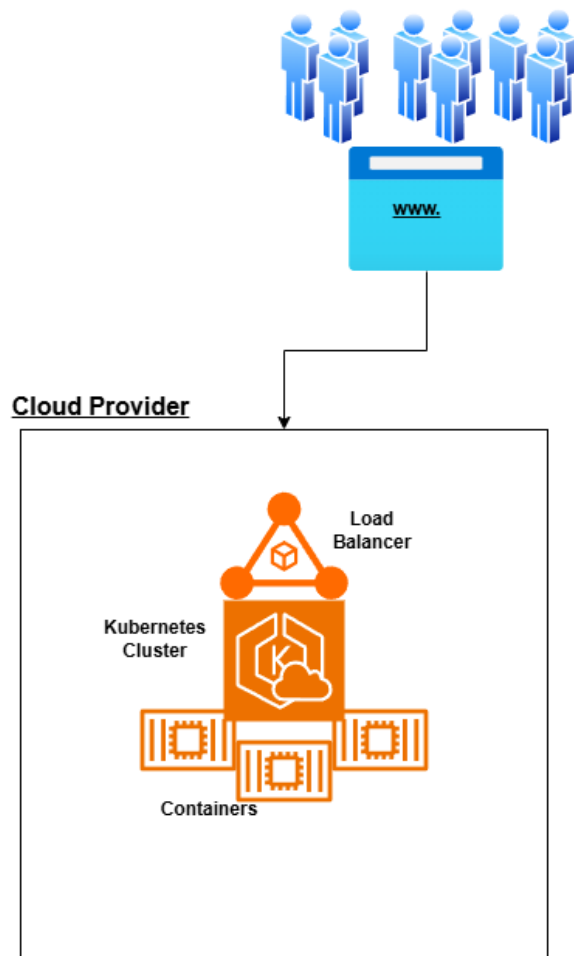 www.
Cloud Provider
Load
Balancer
Kubernetes
Cluster
K
Containers